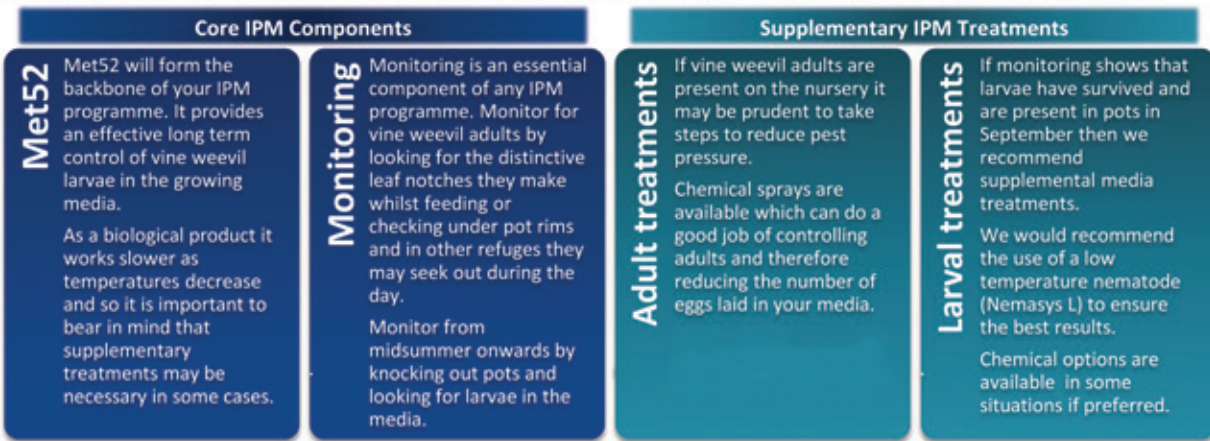 Core IPM Components
Met52
Met52 will form the
backbone of your IPM
programme. It provides
an effective long term
control of vine weevil
larvae in the growing
media.
As a biological product it
works slower as
temperatures decrease
and so it is important to
bear in mind that
supplementary
treatments may be
necessary in some cases.
Monitoring
Monitoring is an essential
component of any IPM
programme. Monitor for
vine weevil adults by
looking for the distinctive
leaf notches they make
whilst feeding or
checking under pot rims
and in other refuges they
may seek out during the
day.
Monitor from
midsummer onwards by
knocking out pots and
looking for larvae in the
media.
Supplementary IPM Treatments
Adult treatments
If vine weevil adults are
present on the nursery it
may be prudent to take
steps to reduce pest
pressure.
Chemical sprays are
available which can do a
good job of controlling
adults and therefore
reducing the number of
eggs laid in your media.
Larval treatments
If monitoring shows that
larvae have survived and
are present in pots in
September then we
recommend
supplemental media
treatments.
We would recommend
the use of a low
temperature nematode
(Nemasys L) to ensure
the best results.
Chemical options are
available in some
situations if preferred.